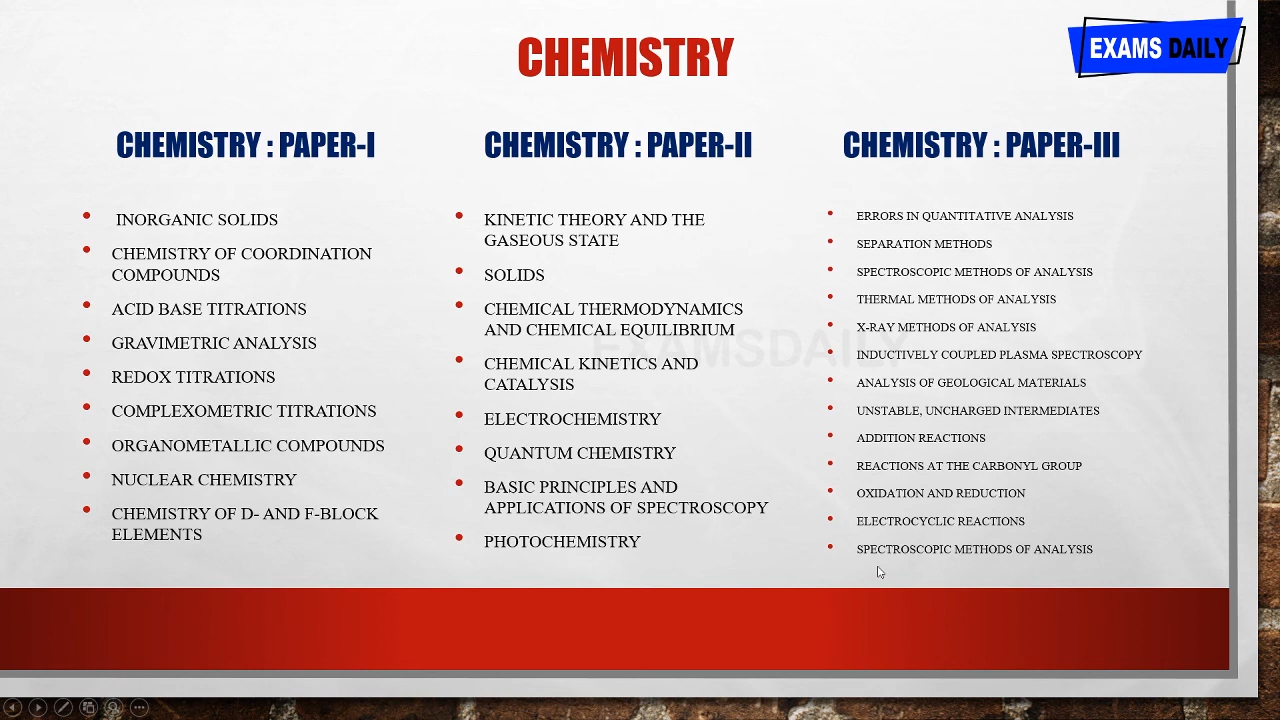 CHEMISTRY
EXAMS DAILY
CHEMISTRY : PAPER-I
INORGANIC SOLIDS
CHEMISTRY OF COORDINATION
COMPOUNDS
ACID BASE TITRATIONS
GRAVIMETRIC ANALYSIS
REDOX TITRATIONS
COMPLEXOMETRIC TITRATIONS
ORGANOMETALLIC COMPOUNDS
NUCLEAR CHEMISTRY
CHEMISTRY OF D- AND F-BLOCK
ELEMENTS
CHEMISTRY : PAPER-II
KINETIC THEORY AND THE
GASEOUS STATE
SOLIDS
CHEMICAL THERMODYNAMICS
AND CHEMICAL EQUILIBRIUM
CHEMICAL KINETICS AND
CATALYSIS
ELECTROCHEMISTRY
QUANTUM CHEMISTRY
BASIC PRINCIPLES AND
APPLICATIONS OF SPECTROSCOPY
PHOTOCHEMISTRY
CHEMISTRY : PAPER-III
ERRORS IN QUANTITATIVE ANALYSIS
SEPARATION METHODS
SPECTROSCOPIC METHODS OF ANALYSIS
THERMAL METHODS OF ANALYSIS
X-RAY METHODS OF ANALYSIS
INDUCTIVELY COUPLED PLASMA SPECTROSCOPY
ANALYSIS OF GEOLOGICAL MATERIALS
UNSTABLE, UNCHARGED INTERMEDIATES
ADDITION REACTIONS
REACTIONS AT THE CARBONYL GROUP
OXIDATION AND REDUCTION
ELECTROCYCLIC REACTIONS
SPECTROSCOPIC METHODS OF ANALYSIS
EXAMSDAILY